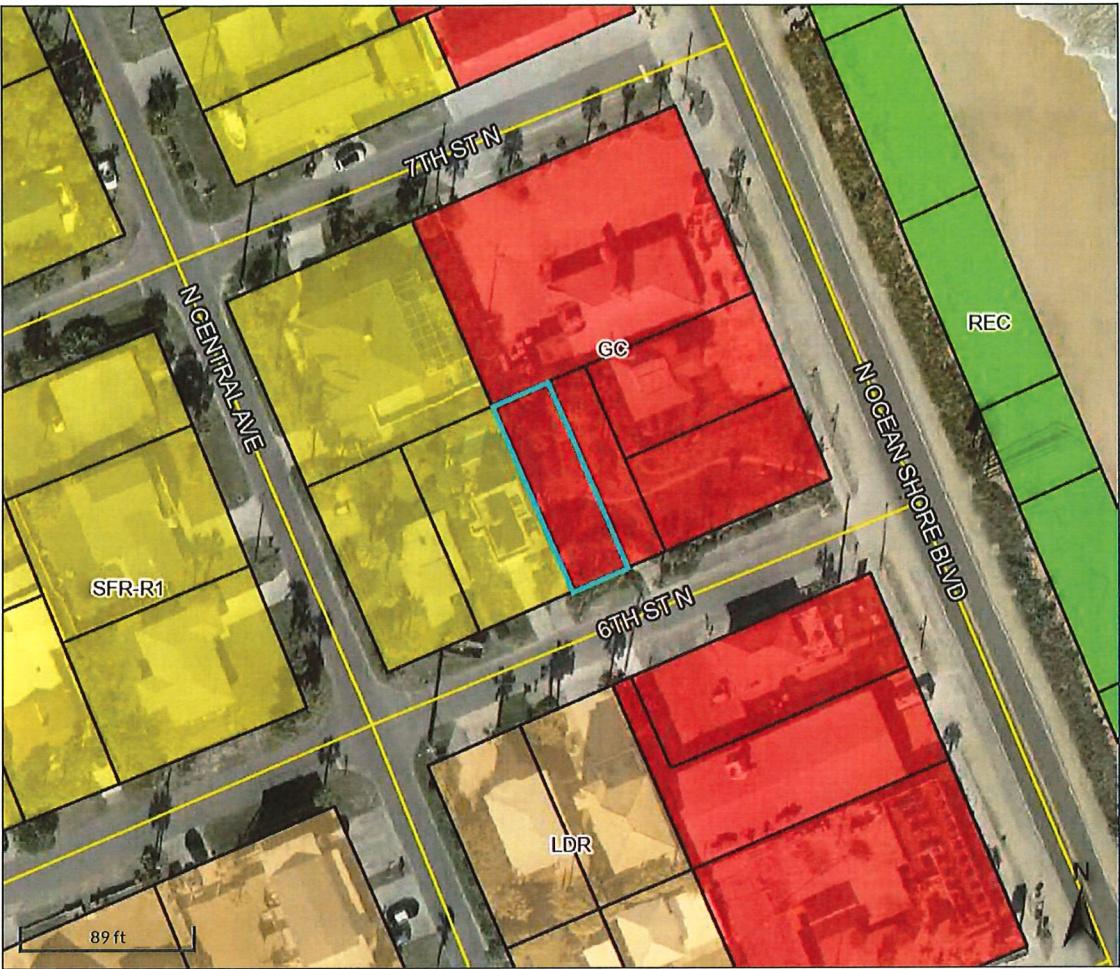 7TH ST N
N CENTRAL AVE
GC
REC
N OCEAN SHORE BLVD
SFR-R1
6TH ST N
LDR
N
89 ft